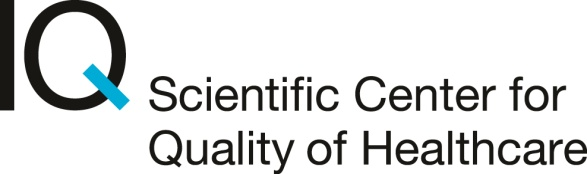 IQ
Scientific Center for
Quality of Healthcare